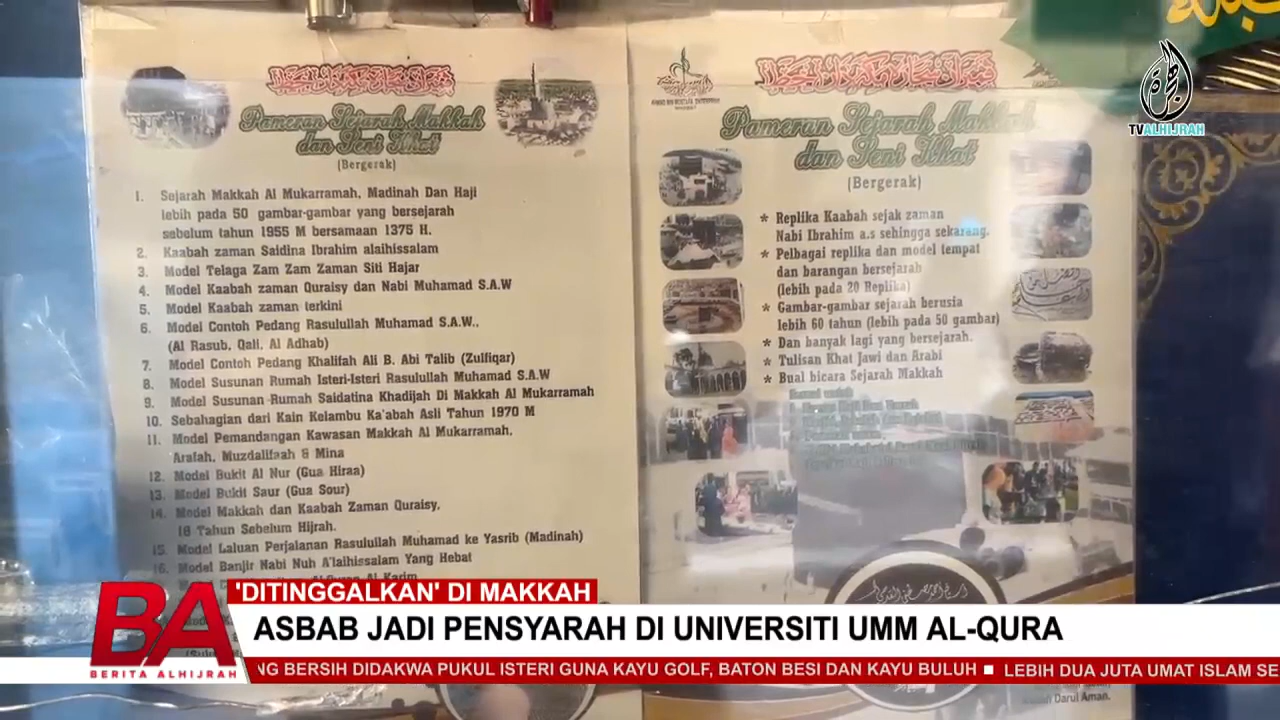 TV ALHIJRAH
Pameran Sejarah Makkah
dan Seni Khat
(Bergerak)
1. Sejarah Makkah Al Mukarramah, Madinah Dan Haji
lebih pada 50 gambar-gambar yang bersejarah
sebelum tahun 1955 M bersamaan 1375 H.
2. Kaabah zaman Saidina Ibrahim alaihissalam
3. Model Telaga Zam Zam Zaman Siti Hajar
4. Model Kaabah zaman Quraisy dan Nabi Muhamad S.A.W
5. Model Kaabah zaman terkini
6. Model Contoh Pedang Rasulullah Muhamad S.A.W..
(Al Rasub, Qali, Al Adhab)
7. Model Contoh Pedang Khalifah Ali B. Abi Talib (Zulfiqar)
8. Model Susunan Rumah Isteri-Isteri Rasulullah Muhamad S.A.W
9. Model Susunan Rumah Saidatina Khadijah Di Makkah Al Mukarramah
10. Sebahagian dari Kain Kelambu Ka'abah Asli Tahun 1970 M
11. Model Pemandangan Kawasan Makkah Al Mukarramah,
Arafah, Muzdalifaah & Mina
12. Model Bukit Al Nur (Gua Hiraa)
13. Model Bukit Saur (Gua Sour)
14. Model Makkah dan Kaabah Zaman Quraisy,
16 Tahun Sebelum Hijrah.
15. Model Laluan Perjalanan Rasulullah Muhamad ke Yasrib (Madinah)
16. Model Banjir Nabi Nuh A'laihissalam Yang Hebat
Al Karim
Pameran Sejarah Makkah
dan Seni Khat
(Bergerak)
* Replika Kaabah sejak zaman
Nabi Ibrahim a.s sehingga sekarang.
* Pelbagai replika dan model tempat
dan barangan bersejarah
(lebih pada 20 Replika)
* Gambar-gambar sejarah berusia
lebih 60 tahun (lebih pada 50 gambar)
* Dan banyak lagi yang bersejarah.
* Tulisan Khat Jawi dan Arabi
* Bual bicara Sejarah Makkah
Darul Aman.
BA
BERITA ALHIJRAH
'DITINGGALKAN' DI MAKKAH
ASBAB JADI PENSYARAH DI UNIVERSITI UMM AL-QURA
NG BERSIH DIDAKWA PUKUL ISTERI GUNA KAYU GOLF, BATON BESI DAN KAYU BULUH ■ LEBIH DUA JUTA UMAT ISLAM SE